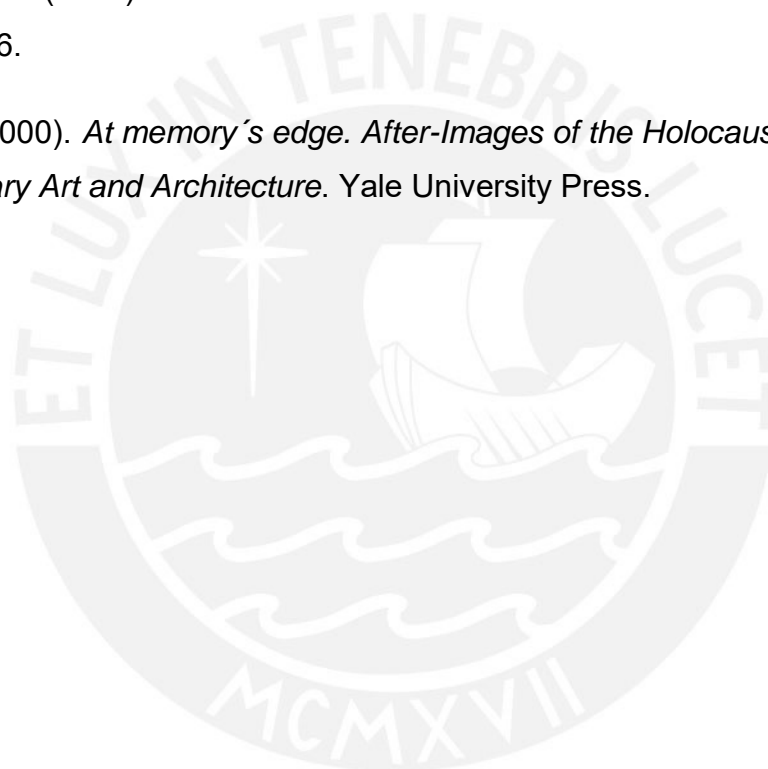 6.
000). At memory´s edge. After-Images of the Holocaus
ary Art and Architecture. Yale University Press.
ET LUX IN TENEBRIS LUCET
MCMXVII